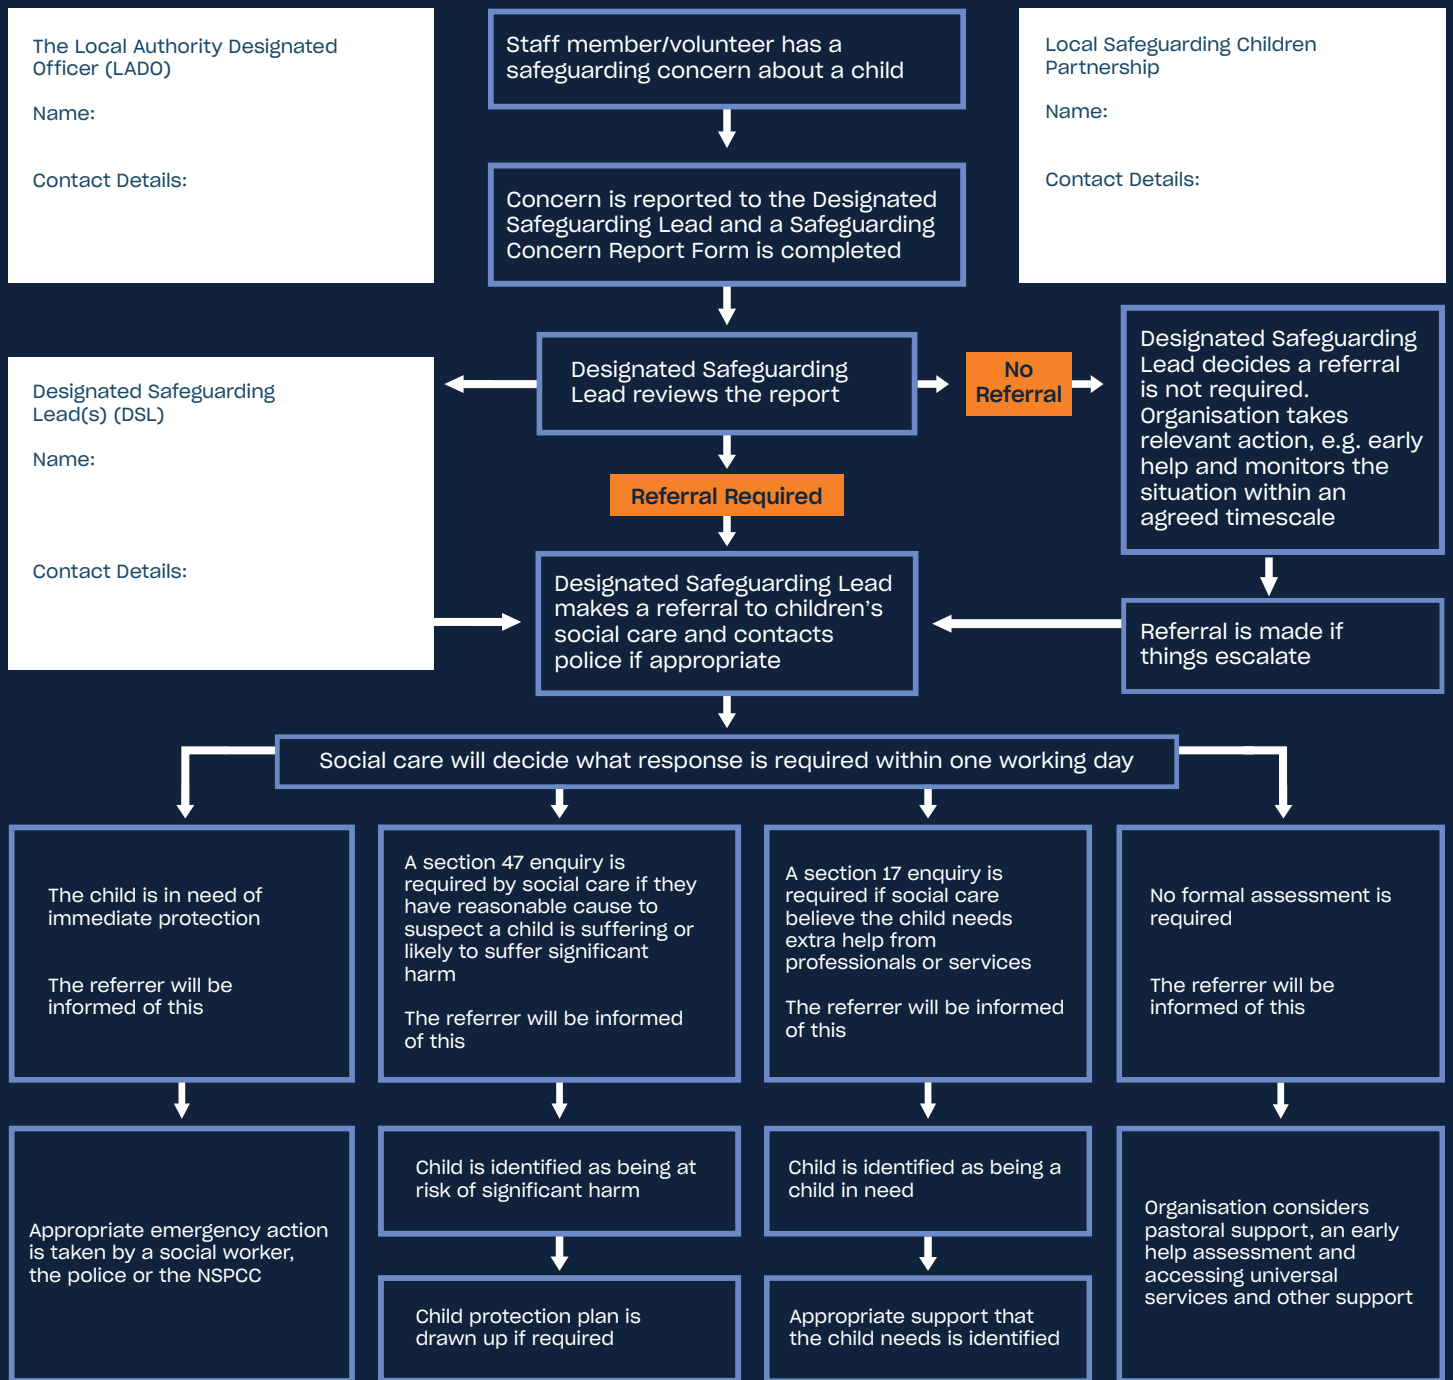 The Local Authority Designated
Officer (LADO)
Name:
Contact Details:
Staff member/volunteer has a
safeguarding concern about a child
Local Safeguarding Children
Partnership
Name:
Contact Details:
Concern is reported to the Designated
Safeguarding Lead and a Safeguarding
Concern Report Form is completed
Designated Safeguarding
Lead(s) (DSL)
Name:
Contact Details:
Designated Safeguarding
Lead reviews the report
No
Referral
Designated Safeguarding
Lead decides a referral
is not required.
Organisation takes
relevant action, e.g. early
help and monitors the
situation within an
agreed timescale
Referral Required
Designated Safeguarding Lead
makes a referral to children’s
social care and contacts
police if appropriate
Referral is made if
things escalate
Social care will decide what response is required within one working day
The child is in need of
immediate protection
The referrer will be
informed of this
A section 47 enquiry is
required by social care if they
have reasonable cause to
suspect a child is suffering or
likely to suffer significant
harm
The referrer will be informed
of this
A section 17 enquiry is
required if social care
believe the child needs
extra help from
professionals or services
The referrer will be informed
of this
No formal assessment is
required
The referrer will be
informed of this
Appropriate emergency action
is taken by a social worker,
the police or the NSPCC
Child is identified as being at
risk of significant harm
Child protection plan is
drawn up if required
Child is identified as being a
child in need
Appropriate support that
the child needs is identified
Organisation considers
pastoral support, an early
help assessment and
accessing universal
services and other support